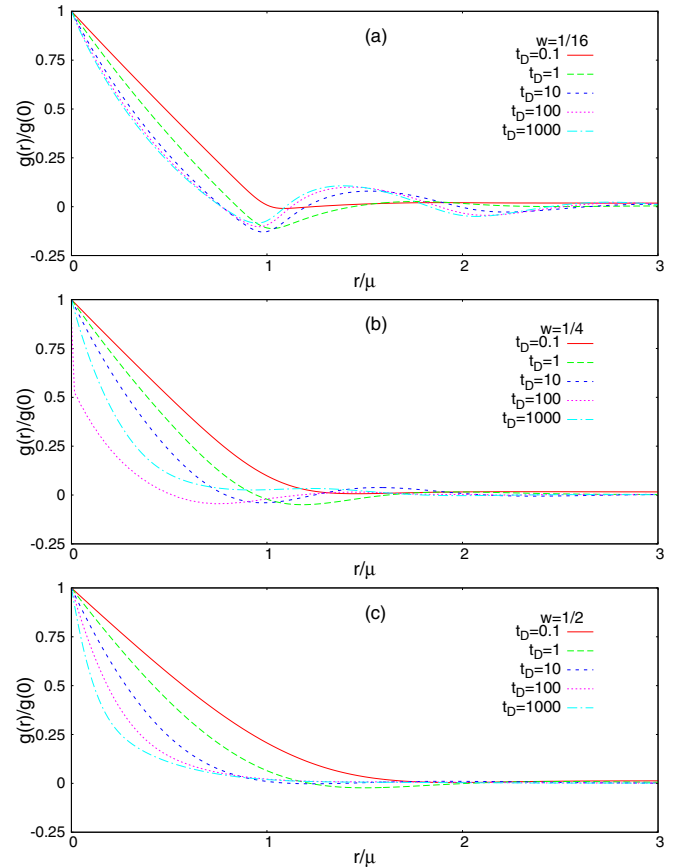 (a)
w=1/16
t_D=0.1
t_D=1
t_D=10
t_D=100
t_D=1000
g(r)/g(0)
1
0.75
0.5
0.25
0
-0.25
0 1 2 3
r/μ
(b)
w=1/4
t_D=0.1
t_D=1
t_D=10
t_D=100
t_D=1000
g(r)/g(0)
1
0.75
0.5
0.25
0
-0.25
0 1 2 3
r/μ
(c)
w=1/2
t_D=0.1
t_D=1
t_D=10
t_D=100
t_D=1000
g(r)/g(0)
1
0.75
0.5
0.25
0
-0.25
0 1 2 3
r/μ